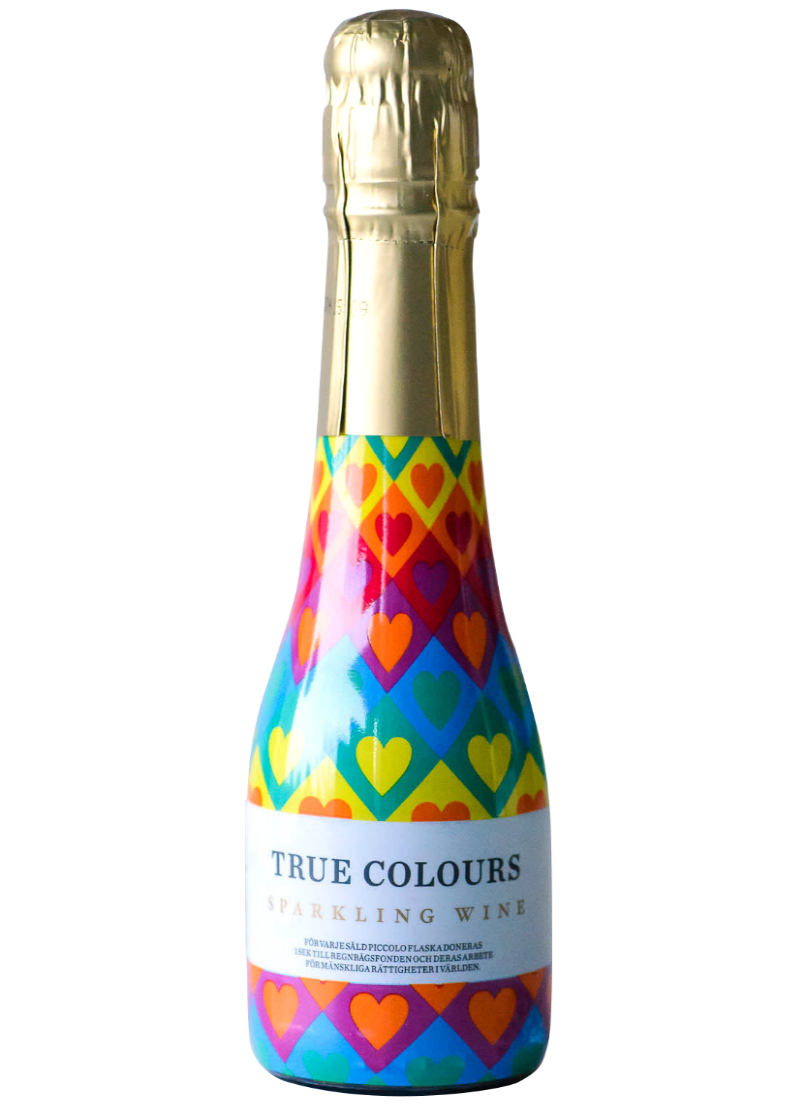 TRUE COLOURS
SPARKLING WINE
FÖR VARJE SÅLD PICCOLO FLASKA DONERAS
1 SEK TILL REGNBÅGSFONDEN OCH DERAS ARBETE
FÖR MÄNSKLIGA RÄTTIGHETER I VÄRLDEN.